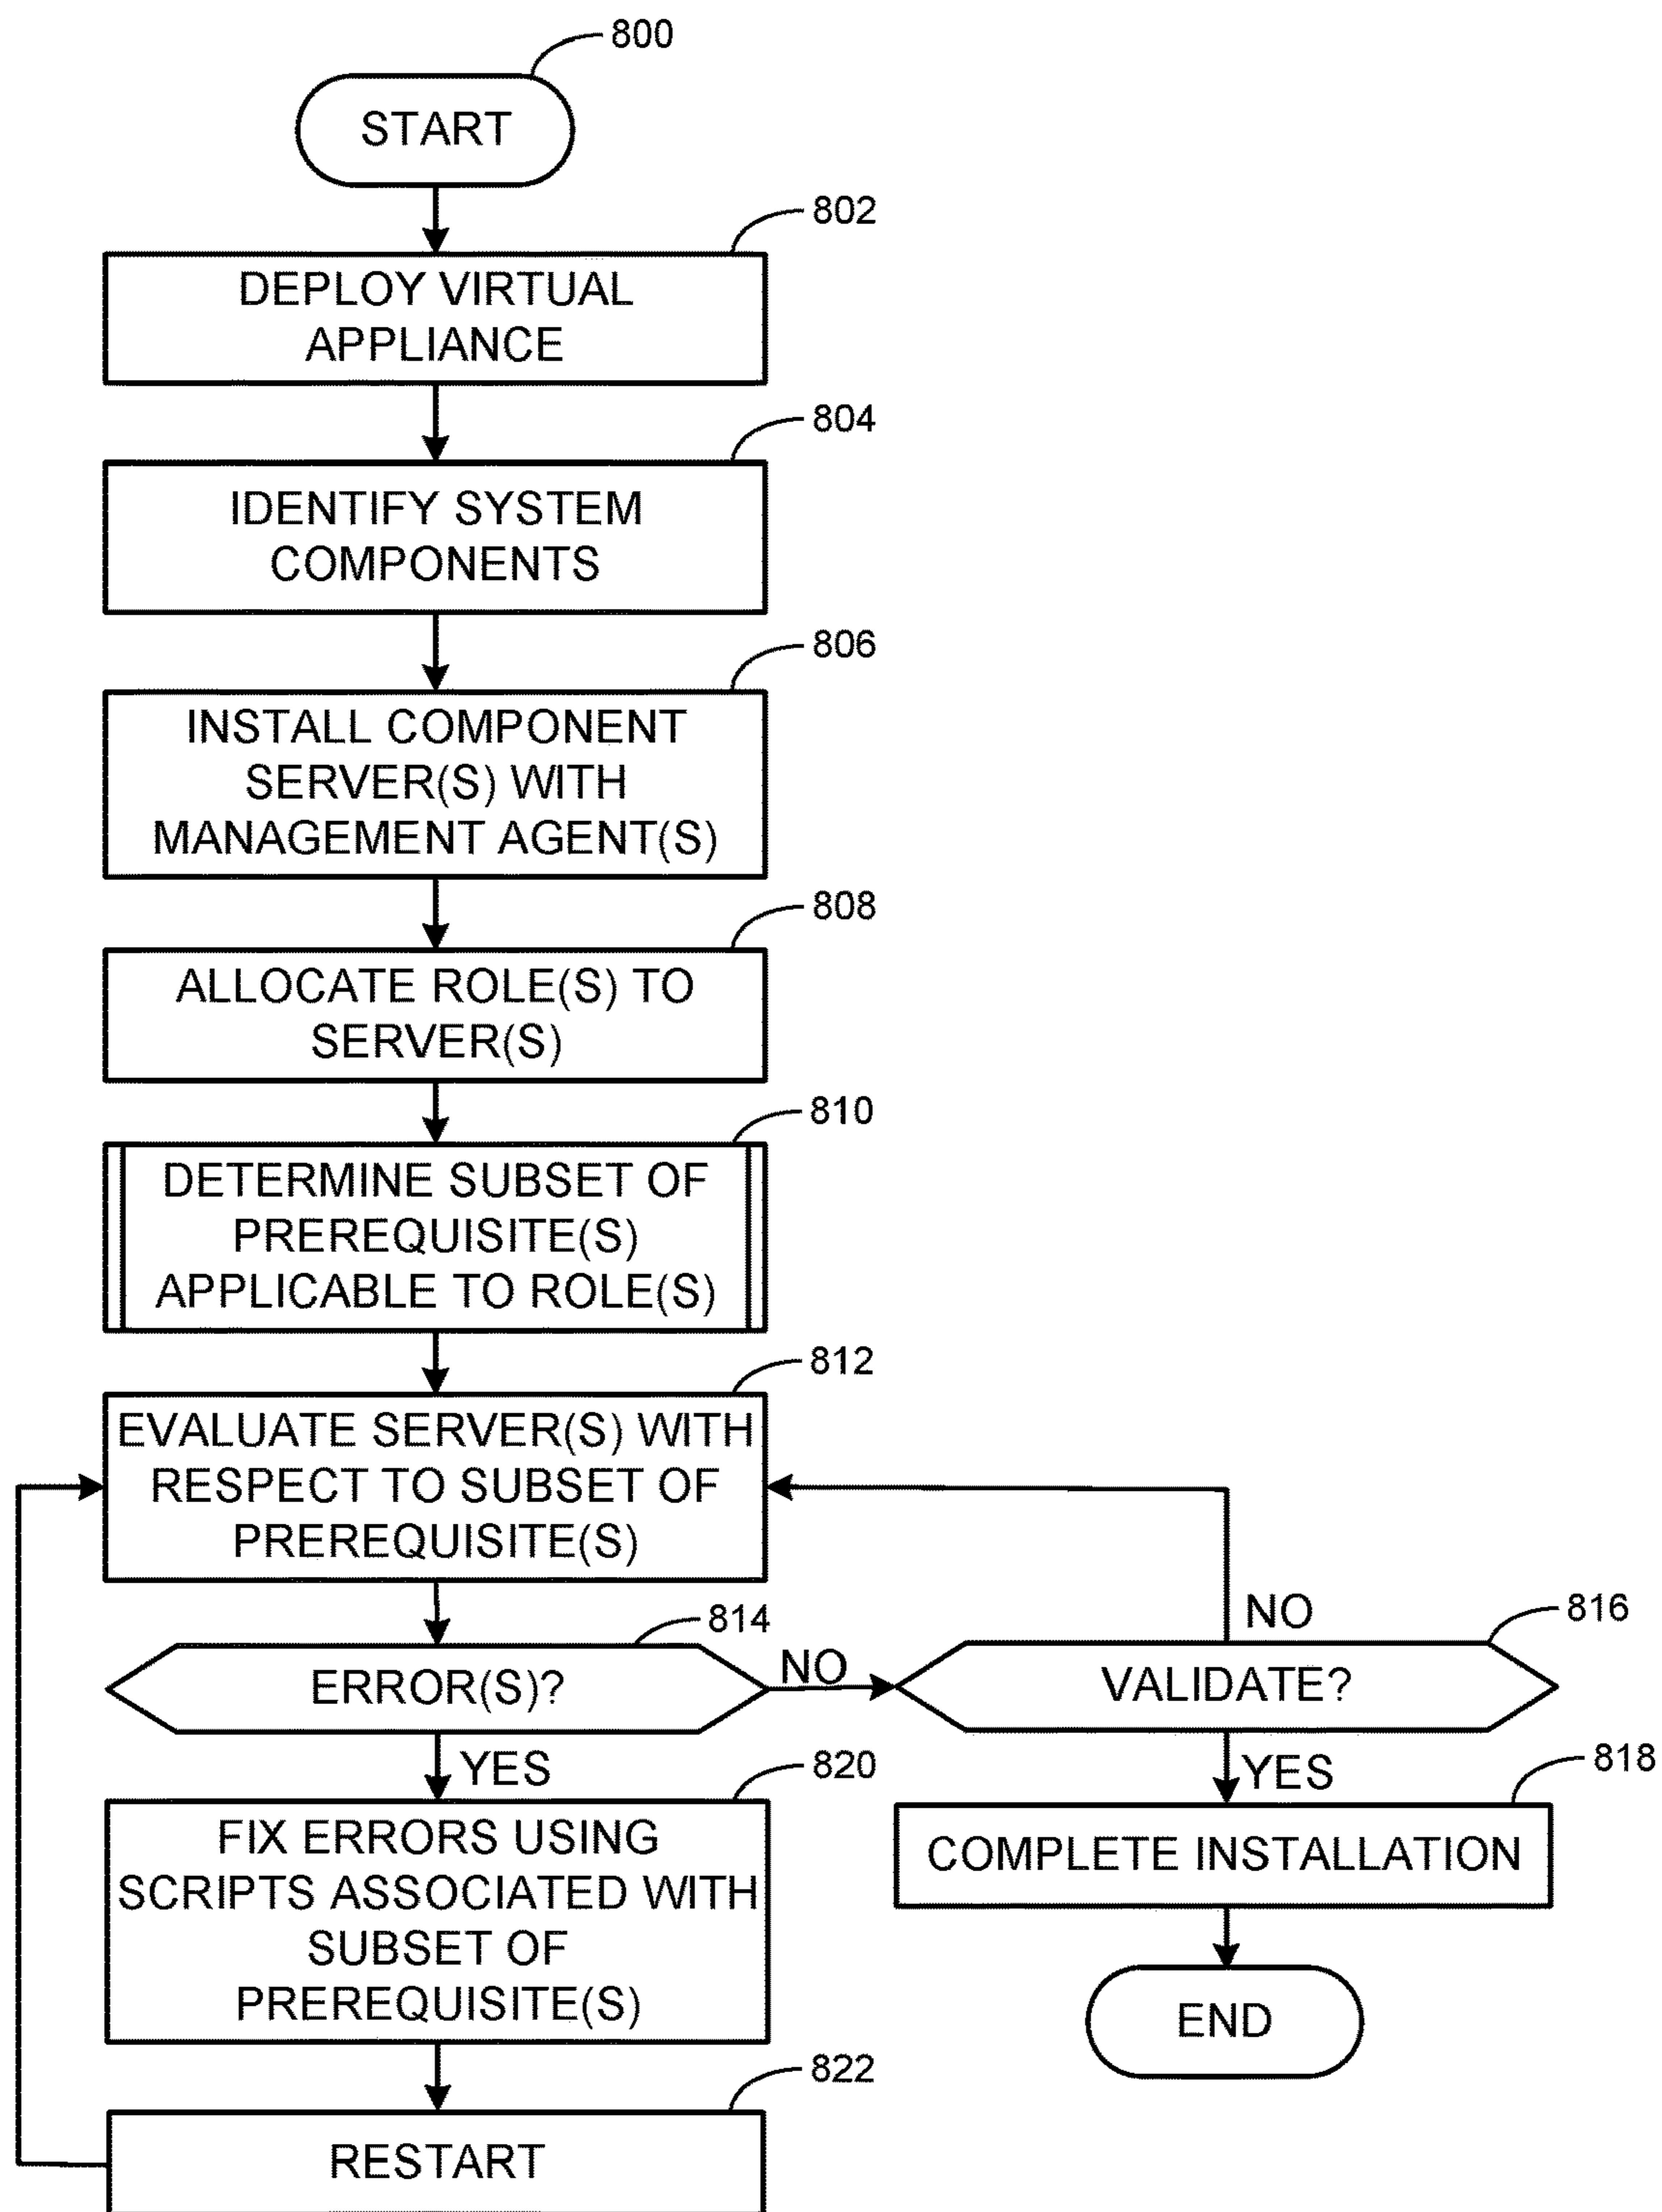 800
START
802
DEPLOY VIRTUAL
APPLIANCE
804
IDENTIFY SYSTEM
COMPONENTS
806
INSTALL COMPONENT
SERVER(S) WITH
MANAGEMENT AGENT(S)
808
ALLOCATE ROLE(S) TO
SERVER(S)
810
DETERMINE SUBSET OF
PREREQUISITE(S)
APPLICABLE TO ROLE(S)
812
EVALUATE SERVER(S) WITH
RESPECT TO SUBSET OF
PREREQUISITE(S)
814
ERROR(S)?
NO
NO
816
VALIDATE?
YES
820
FIX ERRORS USING
SCRIPTS ASSOCIATED WITH
SUBSET OF
PREREQUISITE(S)
YES
818
COMPLETE INSTALLATION
END
822
RESTART